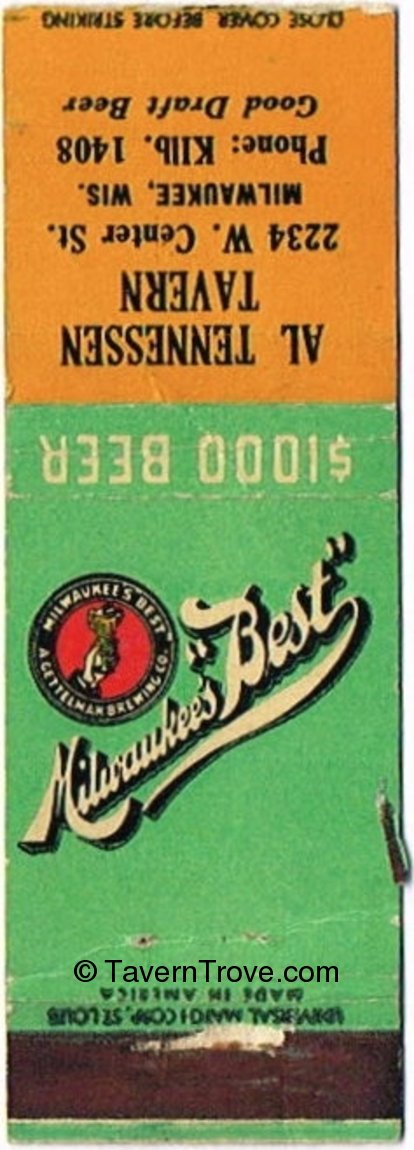 CLOSE COVER BEFORE STRIKING
Good Draft Beer
Phone: Klb. 1408
MILWAUKEE, WIS.
2234 W. Center St.
TAVERN
AL TENNESSEN
$1000 BEER
MILWAUKEE'S BEST
A. GETTELMAN BREWING CO.
Milwaukee's "Best"
© TavernTrove.com
MADE IN AMERICA
UNIVERSAL MATCH CORP., ST. LOUIS